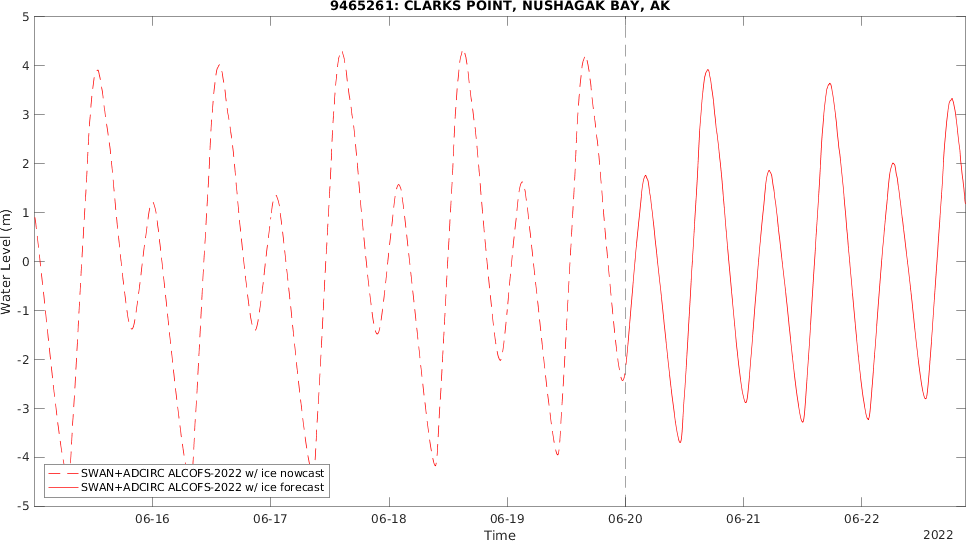 9465261: CLARKS POINT, NUSHAGAK BAY, AK
5
4
3
2
1
0
-1
-2
-3
-4
-5
Water Level (m)
SWAN+ADCIRC ALCOFS-2022 w/ ice nowcast
SWAN+ADCIRC ALCOFS-2022 w/ ice forecast
06-16 06-17 06-18 06-19 06-20 06-21 06-22
Time
2022